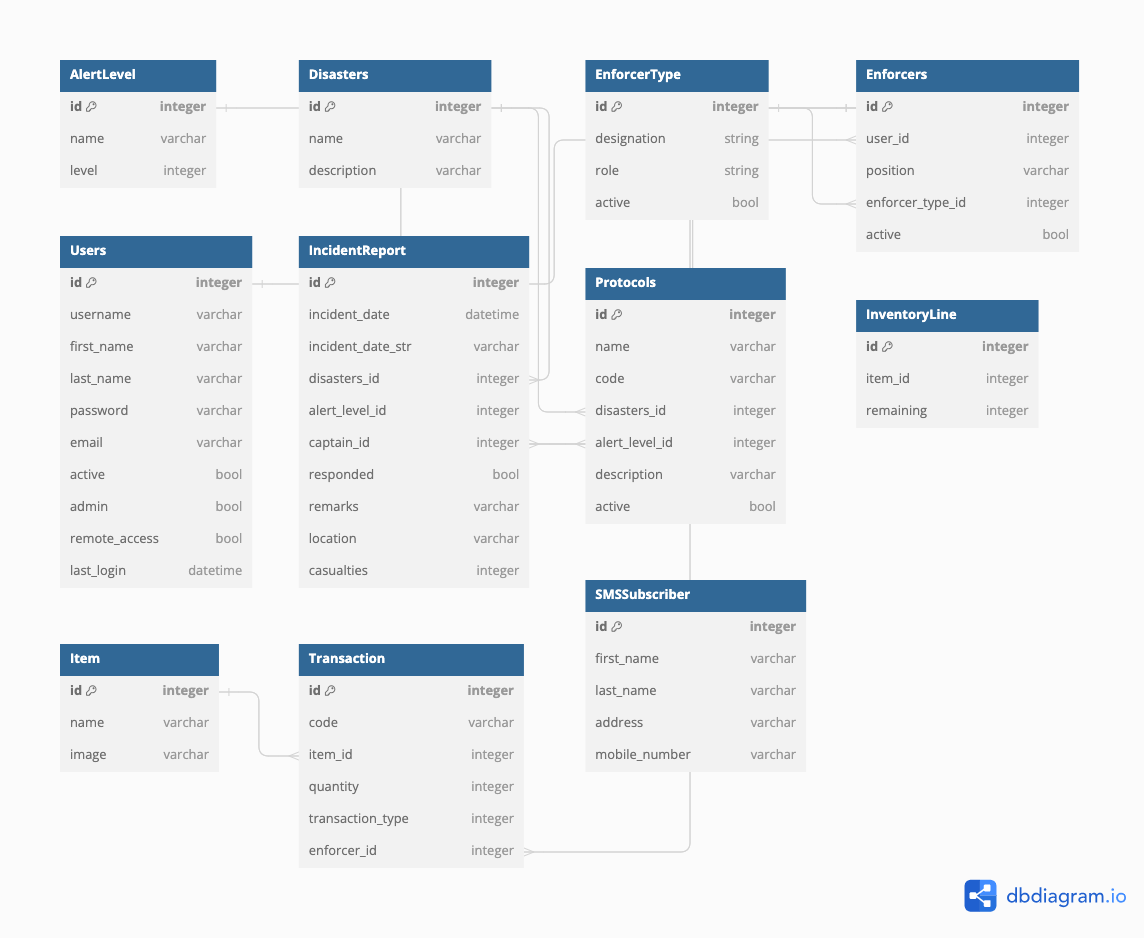 AlertLevel
id integer
name varchar
level integer
Disasters
id integer
name varchar
description varchar
EnforcerType
id integer
designation string
role string
active bool
Enforcers
id integer
user_id integer
position varchar
enforcer_type_id integer
active bool
Users
id integer
username varchar
first_name varchar
last_name varchar
password varchar
email varchar
active bool
admin bool
remote_access bool
last_login datetime
IncidentReport
id integer
incident_date datetime
incident_date_str varchar
disasters_id integer
alert_level_id integer
captain_id integer
responded bool
remarks varchar
location varchar
casualties integer
Protocols
id integer
name varchar
code varchar
disasters_id integer
alert_level_id integer
description varchar
active bool
InventoryLine
id integer
item_id integer
remaining integer
SMSSubscriber
id integer
first_name varchar
last_name varchar
address varchar
mobile_number varchar
Item
id integer
name varchar
image varchar
Transaction
id integer
code varchar
item_id integer
quantity integer
transaction_type integer
enforcer_id integer
dbdiagram.io